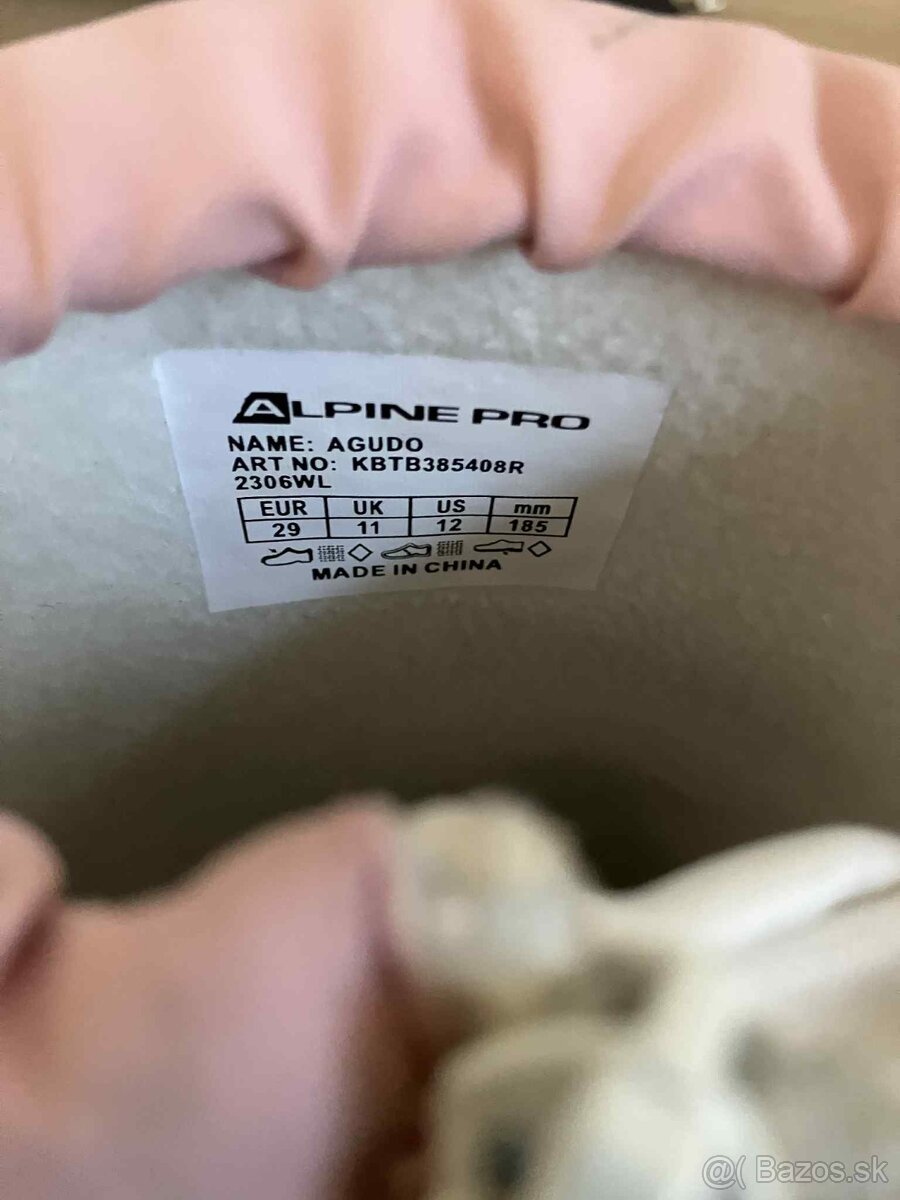 ALPINE PRO
NAME: AGUDO
ART NO: KBTB385408R
2306WL
EUR UK US mm
29 11 12 185
MADE IN CHINA
@( Bazos.sk